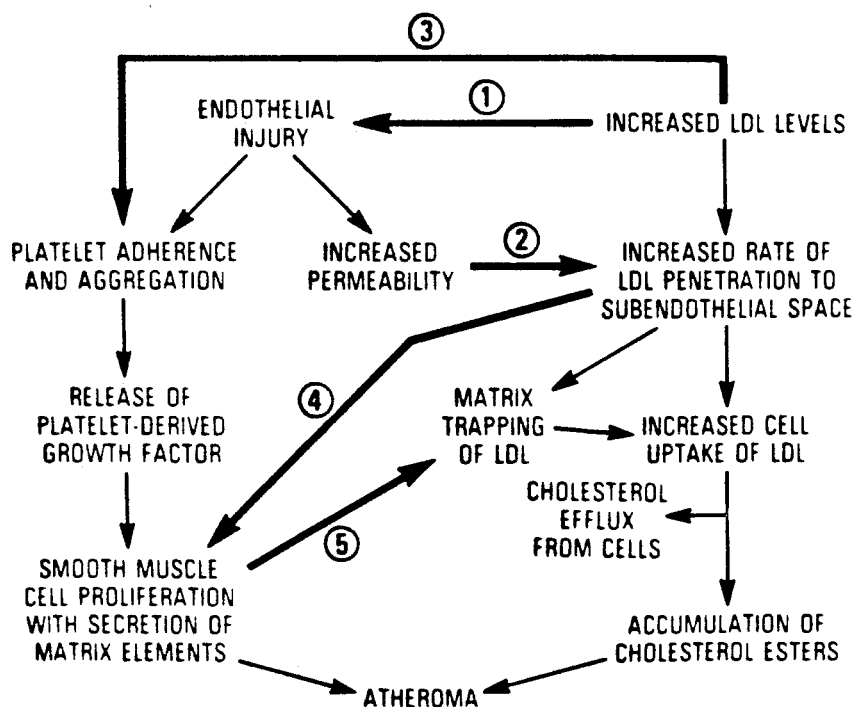 ③
①
ENDOTHELIAL
INJURY
INCREASED LDL LEVELS
PLATELET ADHERENCE
AND AGGREGATION
INCREASED
PERMEABILITY
②
INCREASED RATE OF
LDL PENETRATION TO
SUBENDOTHELIAL SPACE
④
RELEASE OF
PLATELET-DERIVED
GROWTH FACTOR
MATRIX
TRAPPING
OF LDL
INCREASED CELL
UPTAKE OF LDL
CHOLESTEROL
EFFLUX
FROM CELLS
⑤
SMOOTH MUSCLE
CELL PROLIFERATION
WITH SECRETION OF
MATRIX ELEMENTS
ACCUMULATION OF
CHOLESTEROL ESTERS
ATHEROMA